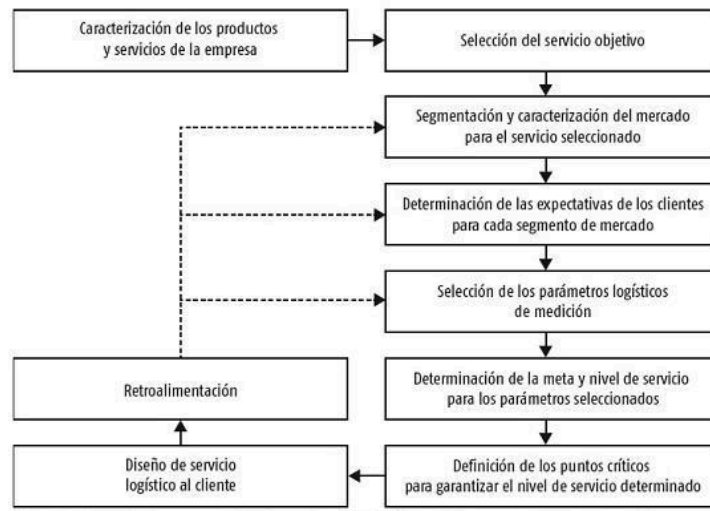 Caracterización de los productos
y servicios de la empresa
Selección del servicio objetivo
Segmentación y caracterización del mercado
para el servicio seleccionado
Determinación de las expectativas de los clientes
para cada segmento de mercado
Selección de los parámetros logísticos
de medición
Determinación de la meta y nivel de servicio
para los parámetros seleccionados
Definición de los puntos críticos
para garantizar el nivel de servicio determinado
Diseño de servicio
logístico al cliente
Retroalimentación